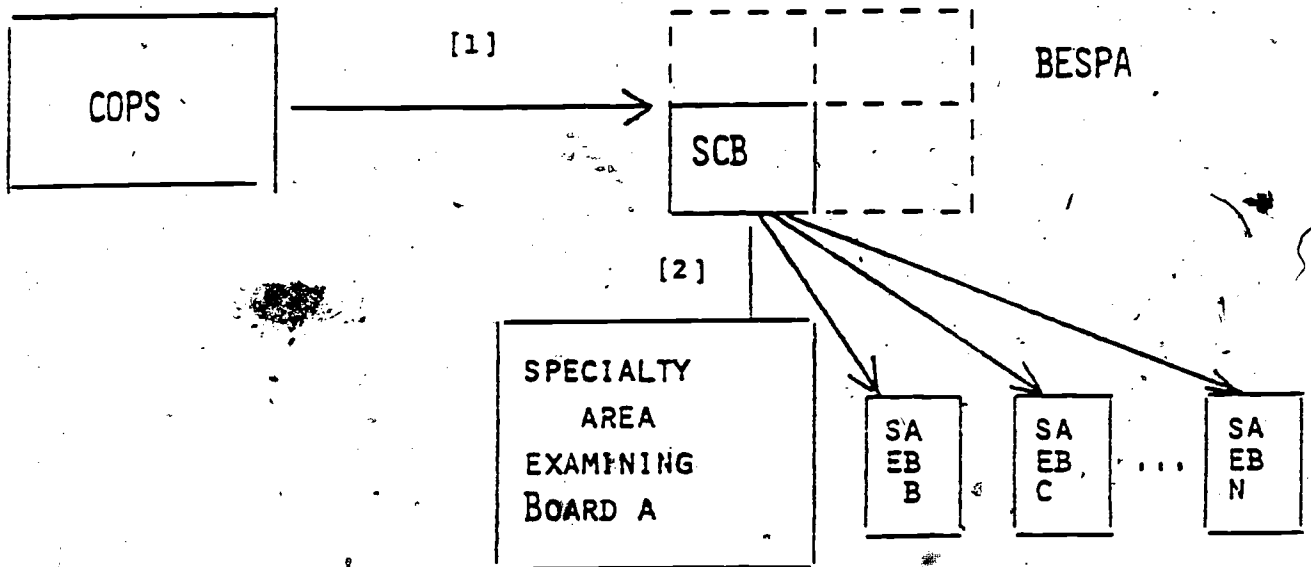 [1]
BESPA
COPS
SCB
[2]
SPECIALTY
AREA
EXAMINING
BOARD A
SA
EB
B
SA
EB
C
...
SA
EB
N